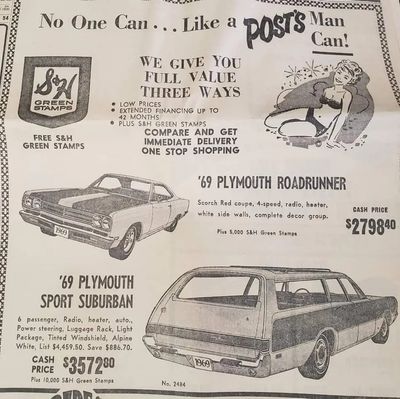 54
No One Can... Like a POST'S Man
Can!
S&H
GREEN
STAMPS
FREE S&H
GREEN STAMPS
WE GIVE YOU
FULL VALUE
THREE WAYS
• LOW PRICES
• EXTENDED FINANCING UP TO
42 MONTHS
• PLUS S&H GREEN STAMPS
COMPARE AND GET
IMMEDIATE DELIVERY
ONE STOP SHOPPING
'69 PLYMOUTH ROADRUNNER
Scorch Red coupe, 4-speed, radio, heater,
white side walls, complete decor group.
Plus 5,000 S&H Green Stamps
CASH PRICE
$2798 40
1969
'69 PLYMOUTH
SPORT SUBURBAN
6 passenger, Radio, heater, auto.,
Power steering, Luggage Rack, Light
Package, Tinted Windshield, Alpine
White, List $4,459.50. Save $886.70.
CASH
PRICE $3572 80
Plus 10,000 S&H Green Stamps
1969
No. 2484